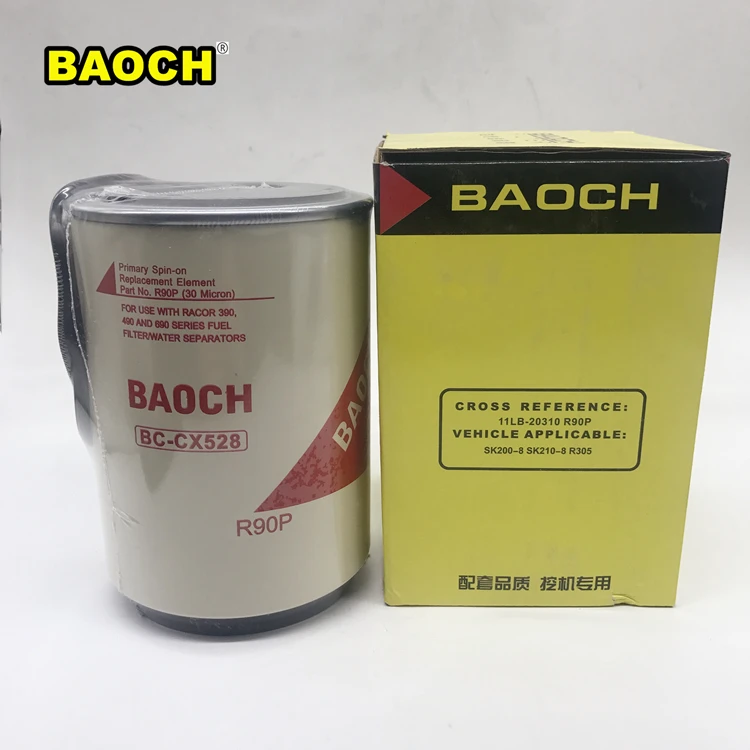 BAOCH®
BAOCH
Primary Spin-on
Replacement Element
Part No. R90P (30 Micron)
FOR USE WITH RACOR 390,
490 AND 690 SERIES FUEL
FILTER/WATER SEPARATORS
BAOCH
BC-CX528
BAO
R90P
CROSS REFERENCE:
11LB-20310 R90P
VEHICLE APPLICABLE:
SK200-8 SK210-8 R305
配套品质 挖机专用